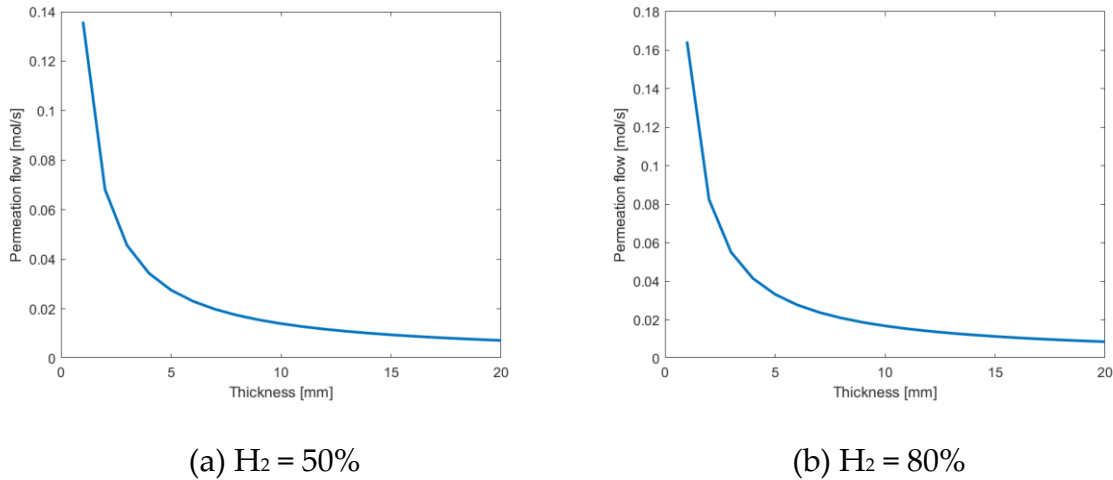 0.14
0.12
0.1
0.08
0.06
0.04
0.02
0
Permeation flow [mol/s]
0 5 10 15 20
Thickness [mm]
(a) H₂ = 50%
0.18
0.16
0.14
0.12
0.1
0.08
0.06
0.04
0.02
0
Permeation flow [mol/s]
0 5 10 15 20
Thickness [mm]
(b) H₂ = 80%